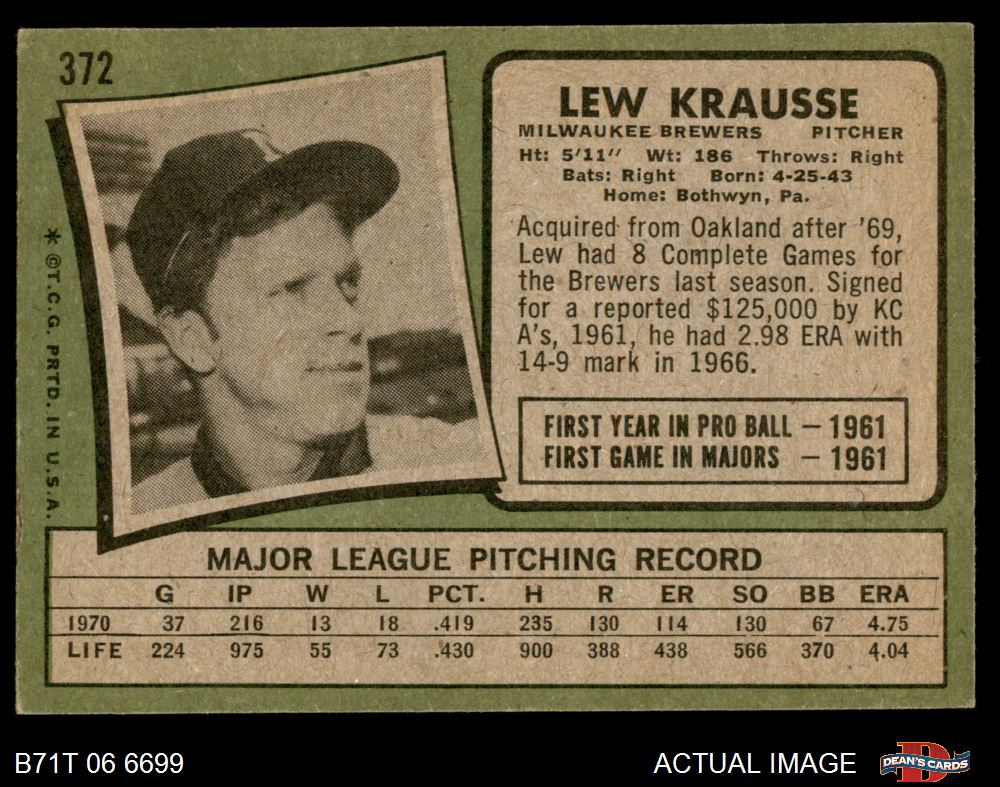 372
LEW KRAUSSE
MILWAUKEE BREWERS PITCHER
Ht: 5'11" Wt: 186 Throws: Right
Bats: Right Born: 4-25-43
Home: Bothwyn, Pa.
Acquired from Oakland after '69,
Lew had 8 Complete Games for
the Brewers last season. Signed
for a reported $125,000 by KC
A's, 1961, he had 2.98 ERA with
14-9 mark in 1966.
FIRST YEAR IN PRO BALL — 1961
FIRST GAME IN MAJORS — 1961
* ©T.C.G. PRTD. IN U.S.A.
MAJOR LEAGUE PITCHING RECORD
G IP W L PCT. H R ER SO BB ERA
1970 37 216 13 18 .419 235 130 114 130 67 4.75
LIFE 224 975 55 73 .430 900 388 438 566 370 4.04
B71T 06 6699 ACTUAL IMAGE
D DEAN'S CARDS